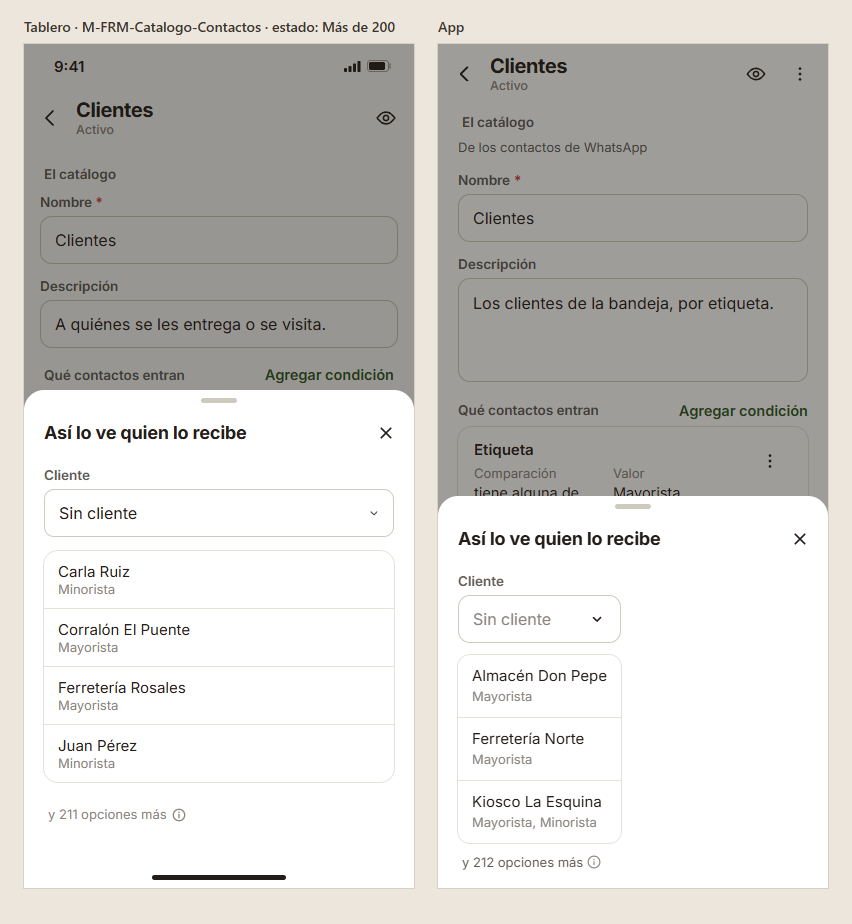 Tablero · M-FRM-Catalogo-Contactos · estado: Más de 200
9:41
Clientes
Activo
El catálogo
Nombre *
Clientes
Descripción
A quiénes se les entrega o se visita.
Qué contactos entran
Agregar condición
Así lo ve quien lo recibe
Cliente
Sin cliente
Carla Ruiz
Minorista
Corralón El Puente
Mayorista
Ferretería Rosales
Mayorista
Juan Pérez
Minorista
y 211 opciones más
App
Clientes
Activo
El catálogo
De los contactos de WhatsApp
Nombre *
Clientes
Descripción
Los clientes de la bandeja, por etiqueta.
Qué contactos entran
Agregar condición
Etiqueta
Comparación
Valor
tiene alguna de
Mayorista
Así lo ve quien lo recibe
Cliente
Sin cliente
Almacén Don Pepe
Mayorista
Ferretería Norte
Mayorista
Kiosco La Esquina
Mayorista, Minorista
y 212 opciones más